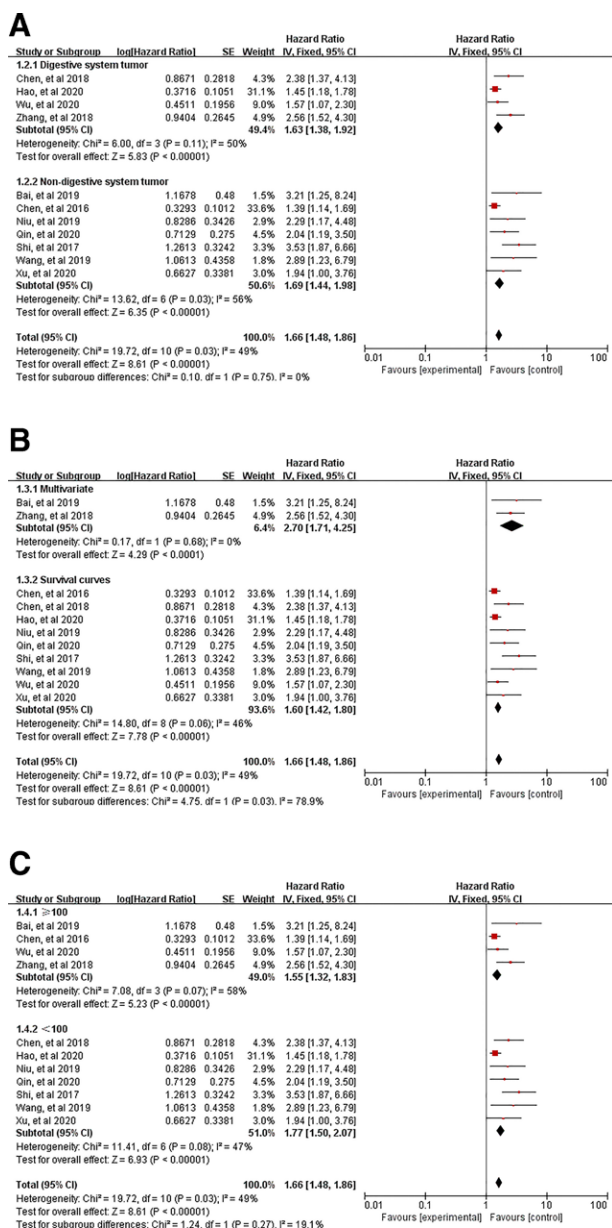 A
Hazard Ratio Hazard Ratio
Study or Subgroup log[Hazard Ratio] SE Weight IV, Fixed, 95% CI IV, Fixed, 95% CI
1.2.1 Digestive system tumor
Chen, et al 2018 0.8671 0.2818 4.3% 2.38 [1.37, 4.13]
Hao, et al 2020 0.3716 0.1051 31.1% 1.45 [1.18, 1.78]
Wu, et al 2020 0.4511 0.1956 9.0% 1.57 [1.07, 2.30]
Zhang, et al 2018 0.9404 0.2645 4.9% 2.56 [1.52, 4.30]
Subtotal (95% CI) 49.4% 1.63 [1.38, 1.92]
Heterogeneity: Chi² = 6.00, df = 3 (P = 0.11); I² = 50%
Test for overall effect: Z = 5.83 (P < 0.00001)
1.2.2 Non-digestive system tumor
Bai, et al 2019 1.1678 0.48 1.5% 3.21 [1.25, 8.24]
Chen, et al 2016 0.3293 0.1012 33.6% 1.39 [1.14, 1.69]
Niu, et al 2019 0.8286 0.3426 2.9% 2.29 [1.17, 4.48]
Qin, et al 2020 0.7129 0.275 4.5% 2.04 [1.19, 3.50]
Shi, et al 2017 1.2613 0.3242 3.3% 3.53 [1.87, 6.66]
Wang, et al 2019 1.0613 0.4358 1.8% 2.89 [1.23, 6.79]
Xu, et al 2020 0.6627 0.3381 3.0% 1.94 [1.00, 3.76]
Subtotal (95% CI) 50.6% 1.69 [1.44, 1.98]
Heterogeneity: Chi² = 13.62, df = 6 (P = 0.03); I² = 56%
Test for overall effect: Z = 6.35 (P < 0.00001)
Total (95% CI) 100.0% 1.66 [1.48, 1.86]
Heterogeneity: Chi² = 19.72, df = 10 (P = 0.03); I² = 49%
Test for overall effect: Z = 8.61 (P < 0.00001)
Test for subgroup differences: Chi² = 0.10, df = 1 (P = 0.75), I² = 0%
0.01 0.1 1 10 100
Favours [experimental] Favours [control]
B
Hazard Ratio Hazard Ratio
Study or Subgroup log[Hazard Ratio] SE Weight IV, Fixed, 95% CI IV, Fixed, 95% CI
1.3.1 Multivariate
Bai, et al 2019 1.1678 0.48 1.5% 3.21 [1.25, 8.24]
Zhang, et al 2018 0.9404 0.2645 4.9% 2.56 [1.52, 4.30]
Subtotal (95% CI) 6.4% 2.70 [1.71, 4.25]
Heterogeneity: Chi² = 0.17, df = 1 (P = 0.68); I² = 0%
Test for overall effect: Z = 4.29 (P < 0.0001)
1.3.2 Survival curves
Chen, et al 2016 0.3293 0.1012 33.6% 1.39 [1.14, 1.69]
Chen, et al 2018 0.8671 0.2818 4.3% 2.38 [1.37, 4.13]
Hao, et al 2020 0.3716 0.1051 31.1% 1.45 [1.18, 1.78]
Niu, et al 2019 0.8286 0.3426 2.9% 2.29 [1.17, 4.48]
Qin, et al 2020 0.7129 0.275 4.5% 2.04 [1.19, 3.50]
Shi, et al 2017 1.2613 0.3242 3.3% 3.53 [1.87, 6.66]
Wang, et al 2019 1.0613 0.4358 1.8% 2.89 [1.23, 6.79]
Wu, et al 2020 0.4511 0.1956 9.0% 1.57 [1.07, 2.30]
Xu, et al 2020 0.6627 0.3381 3.0% 1.94 [1.00, 3.76]
Subtotal (95% CI) 93.6% 1.60 [1.42, 1.80]
Heterogeneity: Chi² = 14.80, df = 8 (P = 0.06); I² = 46%
Test for overall effect: Z = 7.78 (P < 0.00001)
Total (95% CI) 100.0% 1.66 [1.48, 1.86]
Heterogeneity: Chi² = 19.72, df = 10 (P = 0.03); I² = 49%
Test for overall effect: Z = 8.61 (P < 0.00001)
Test for subgroup differences: Chi² = 4.75, df = 1 (P = 0.03), I² = 78.9%
0.01 0.1 1 10 100
Favours [experimental] Favours [control]
C
Hazard Ratio Hazard Ratio
Study or Subgroup log[Hazard Ratio] SE Weight IV, Fixed, 95% CI IV, Fixed, 95% CI
1.4.1 ≥100
Bai, et al 2019 1.1678 0.48 1.5% 3.21 [1.25, 8.24]
Chen, et al 2016 0.3293 0.1012 33.6% 1.39 [1.14, 1.69]
Wu, et al 2020 0.4511 0.1956 9.0% 1.57 [1.07, 2.30]
Zhang, et al 2018 0.9404 0.2645 4.9% 2.56 [1.52, 4.30]
Subtotal (95% CI) 49.0% 1.55 [1.32, 1.83]
Heterogeneity: Chi² = 7.08, df = 3 (P = 0.07); I² = 58%
Test for overall effect: Z = 5.23 (P < 0.00001)
1.4.2 <100
Chen, et al 2018 0.8671 0.2818 4.3% 2.38 [1.37, 4.13]
Hao, et al 2020 0.3716 0.1051 31.1% 1.45 [1.18, 1.78]
Niu, et al 2019 0.8286 0.3426 2.9% 2.29 [1.17, 4.48]
Qin, et al 2020 0.7129 0.275 4.5% 2.04 [1.19, 3.50]
Shi, et al 2017 1.2613 0.3242 3.3% 3.53 [1.87, 6.66]
Wang, et al 2019 1.0613 0.4358 1.8% 2.89 [1.23, 6.79]
Xu, et al 2020 0.6627 0.3381 3.0% 1.94 [1.00, 3.76]
Subtotal (95% CI) 51.0% 1.77 [1.50, 2.07]
Heterogeneity: Chi² = 11.41, df = 6 (P = 0.08); I² = 47%
Test for overall effect: Z = 6.93 (P < 0.00001)
Total (95% CI) 100.0% 1.66 [1.48, 1.86]
Heterogeneity: Chi² = 19.72, df = 10 (P = 0.03); I² = 49%
Test for overall effect: Z = 8.61 (P < 0.00001)
Test for subgroup differences: Chi² = 1.24, df = 1 (P = 0.27), I² = 19.1%
0.01 0.1 1 10 100
Favours [experimental] Favours [control]